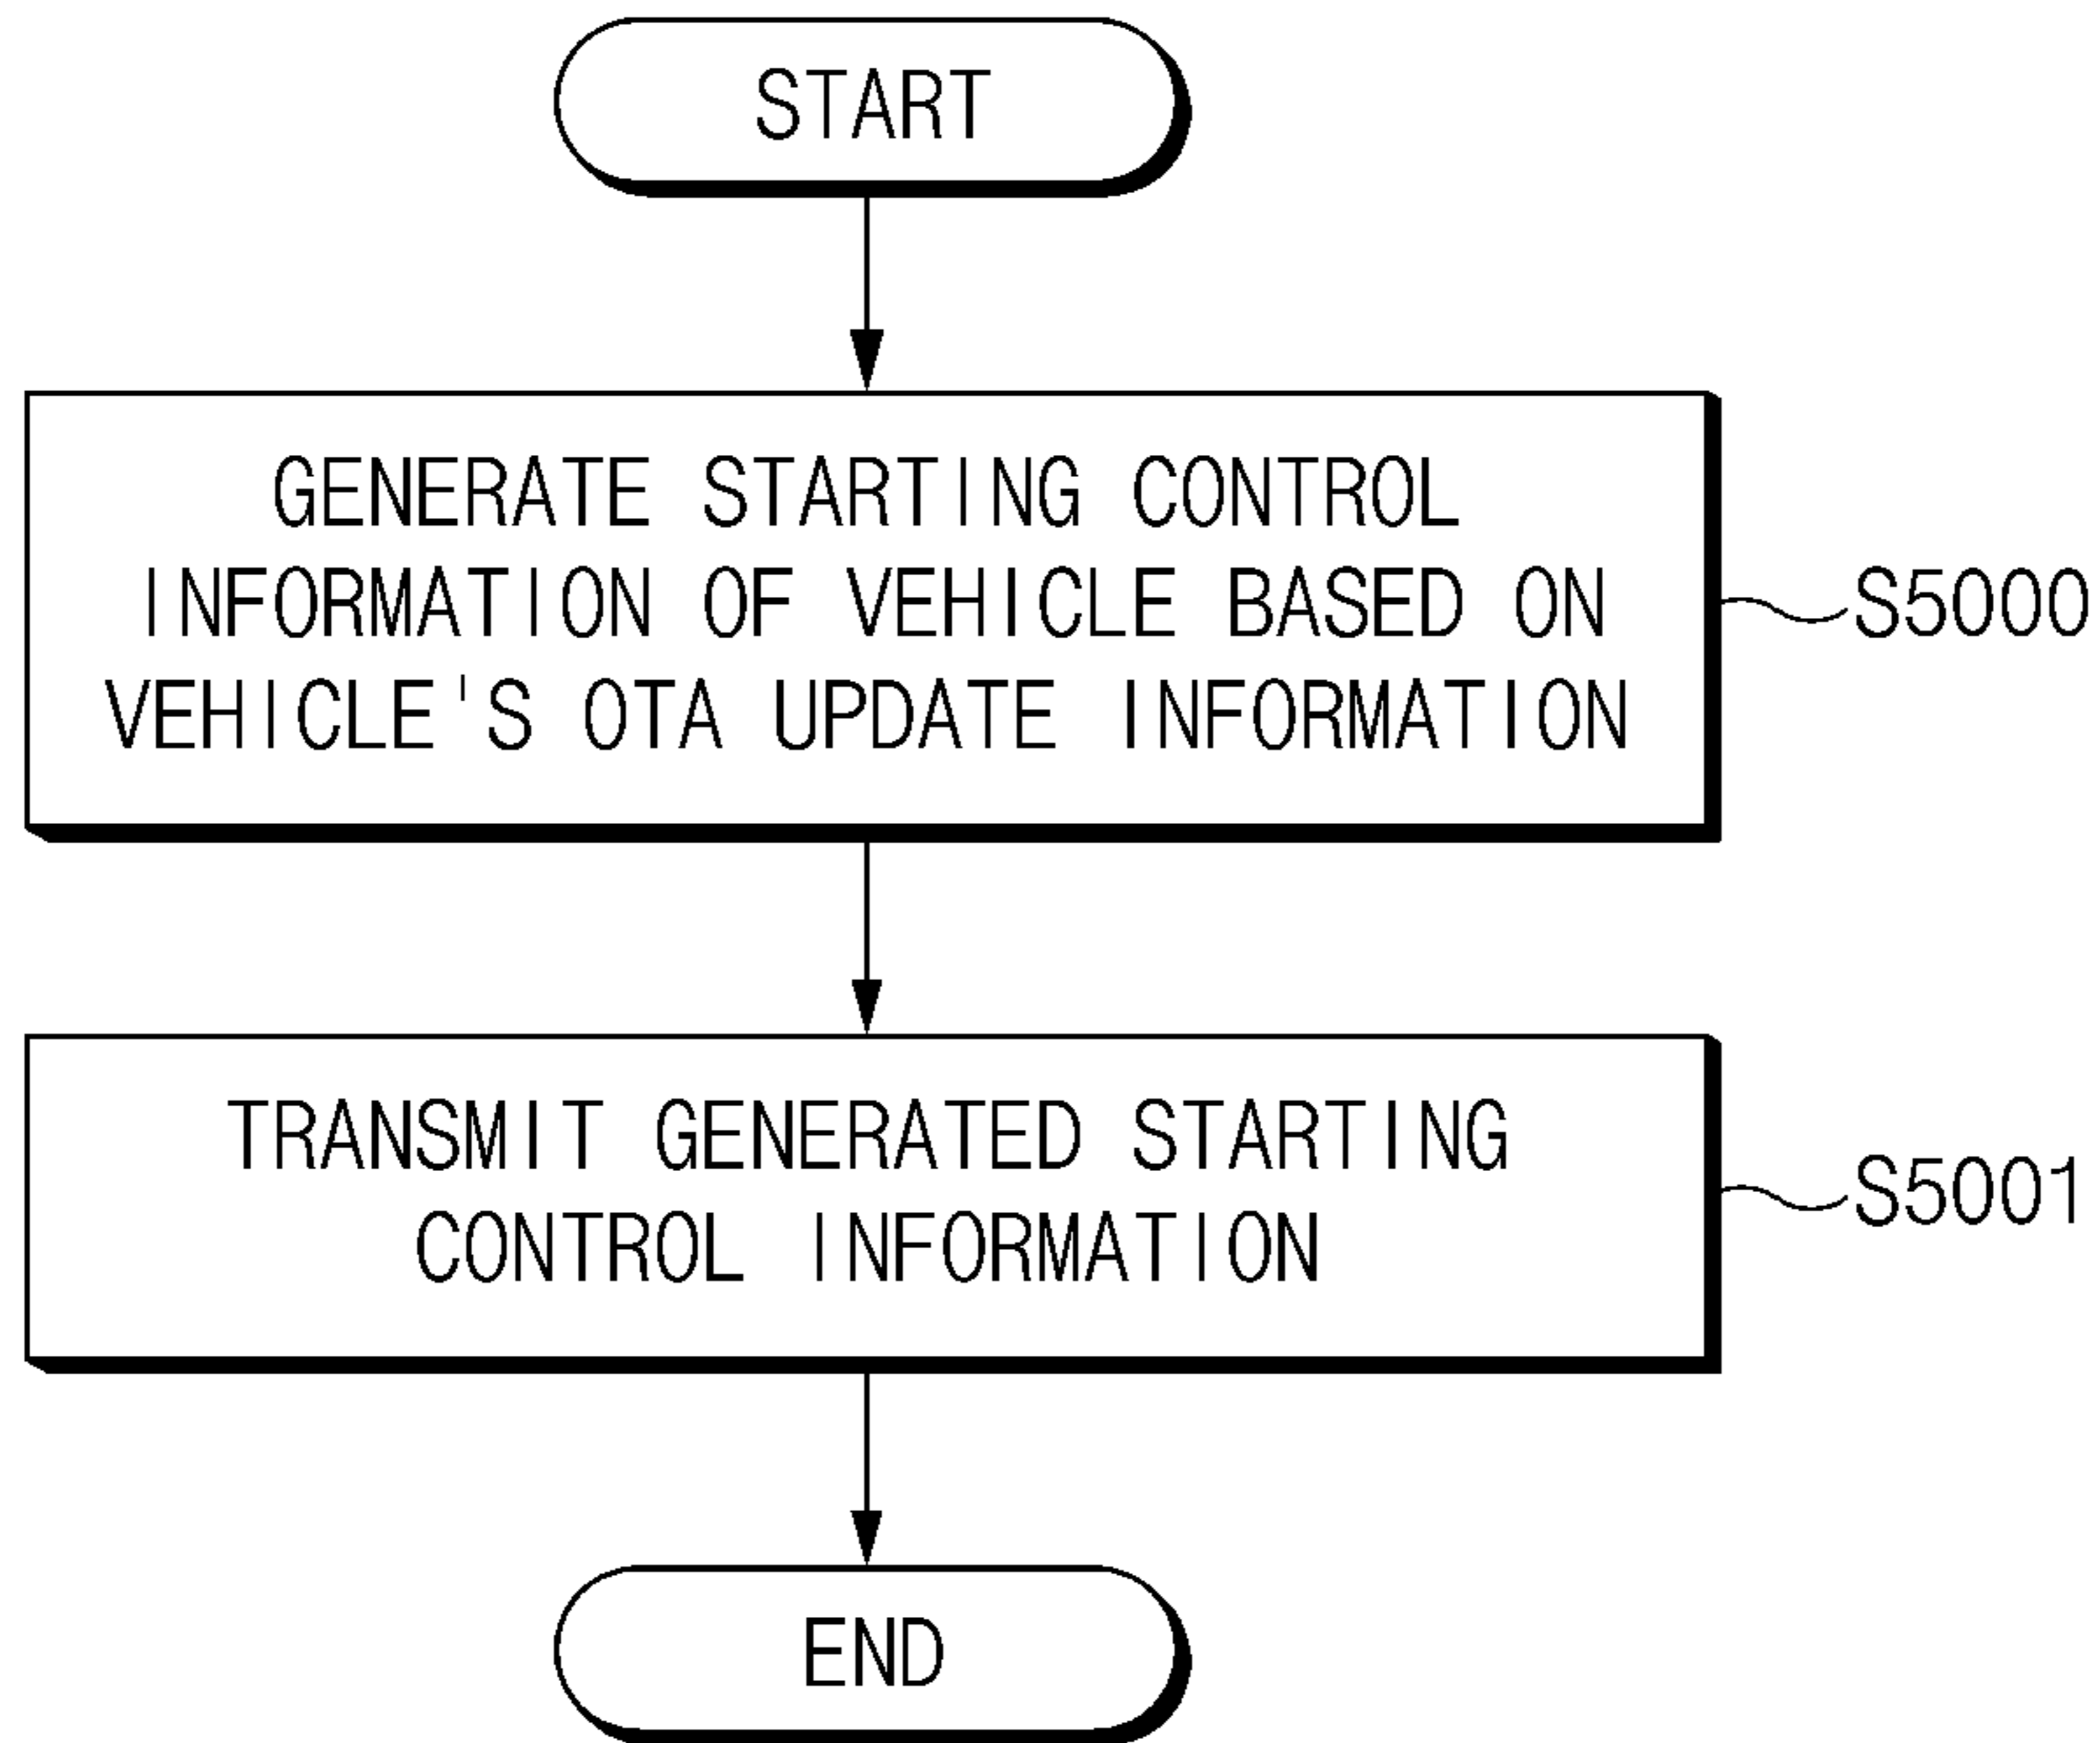 START
GENERATE STARTING CONTROL
INFORMATION OF VEHICLE BASED ON
VEHICLE'S OTA UPDATE INFORMATION
S5000
TRANSMIT GENERATED STARTING
CONTROL INFORMATION
S5001
END